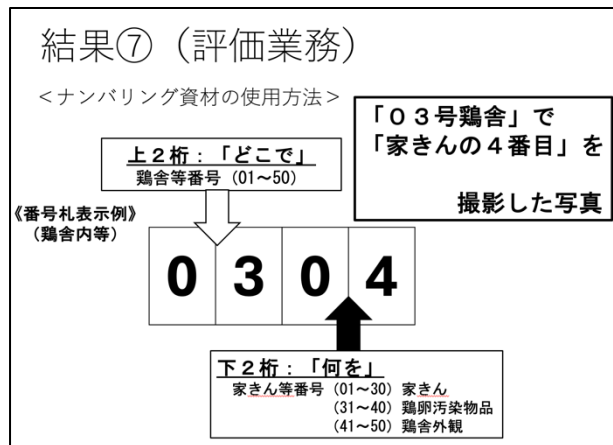 結果⑦（評価業務）
＜ナンバリング資材の使用方法＞
「０３号鶏舎」で
「家きんの４番目」を
撮影した写真
上２桁：「どこで」
鶏舎等番号（01～50）
《番号札表示例》
（鶏舎内等）
0 3 0 4
下２桁：「何を」
家きん等番号（01～30）家きん
（31～40）鶏卵汚染物品
（41～50）鶏舎外観